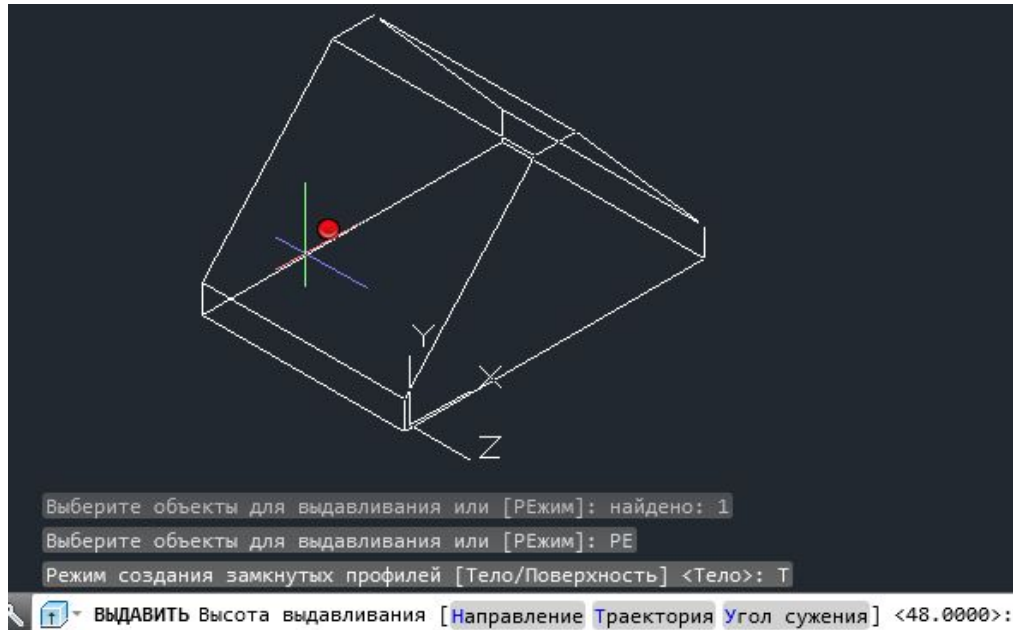 Y
X
Z
Выберите объекты для выдавливания или [РЕжим]: найдено: 1
Выберите объекты для выдавливания или [РЕжим]: РЕ
Режим создания замкнутых профилей [Тело/Поверхность] <Тело>: Т
ВЫДАВИТЬ Высота выдавливания [Направление Траектория Угол сужения] <48.0000>: